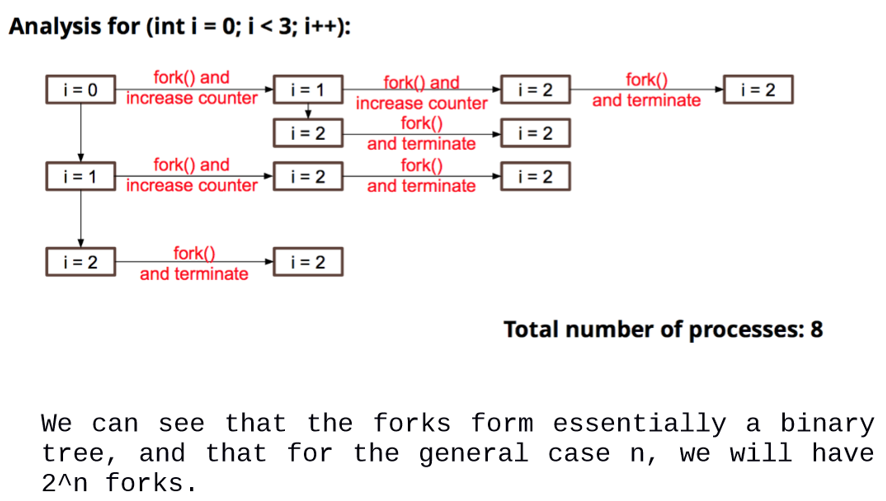 Analysis for (int i = 0; i < 3; i++):
i = 0
fork() and
increase counter
i = 1
fork() and
increase counter
i = 2
fork()
and terminate
i = 2
i = 2
fork()
and terminate
i = 2
i = 1
fork() and
increase counter
i = 2
fork()
and terminate
i = 2
i = 2
fork()
and terminate
i = 2
Total number of processes: 8
We can see that the forks form essentially a binary
tree, and that for the general case n, we will have
2^n forks.